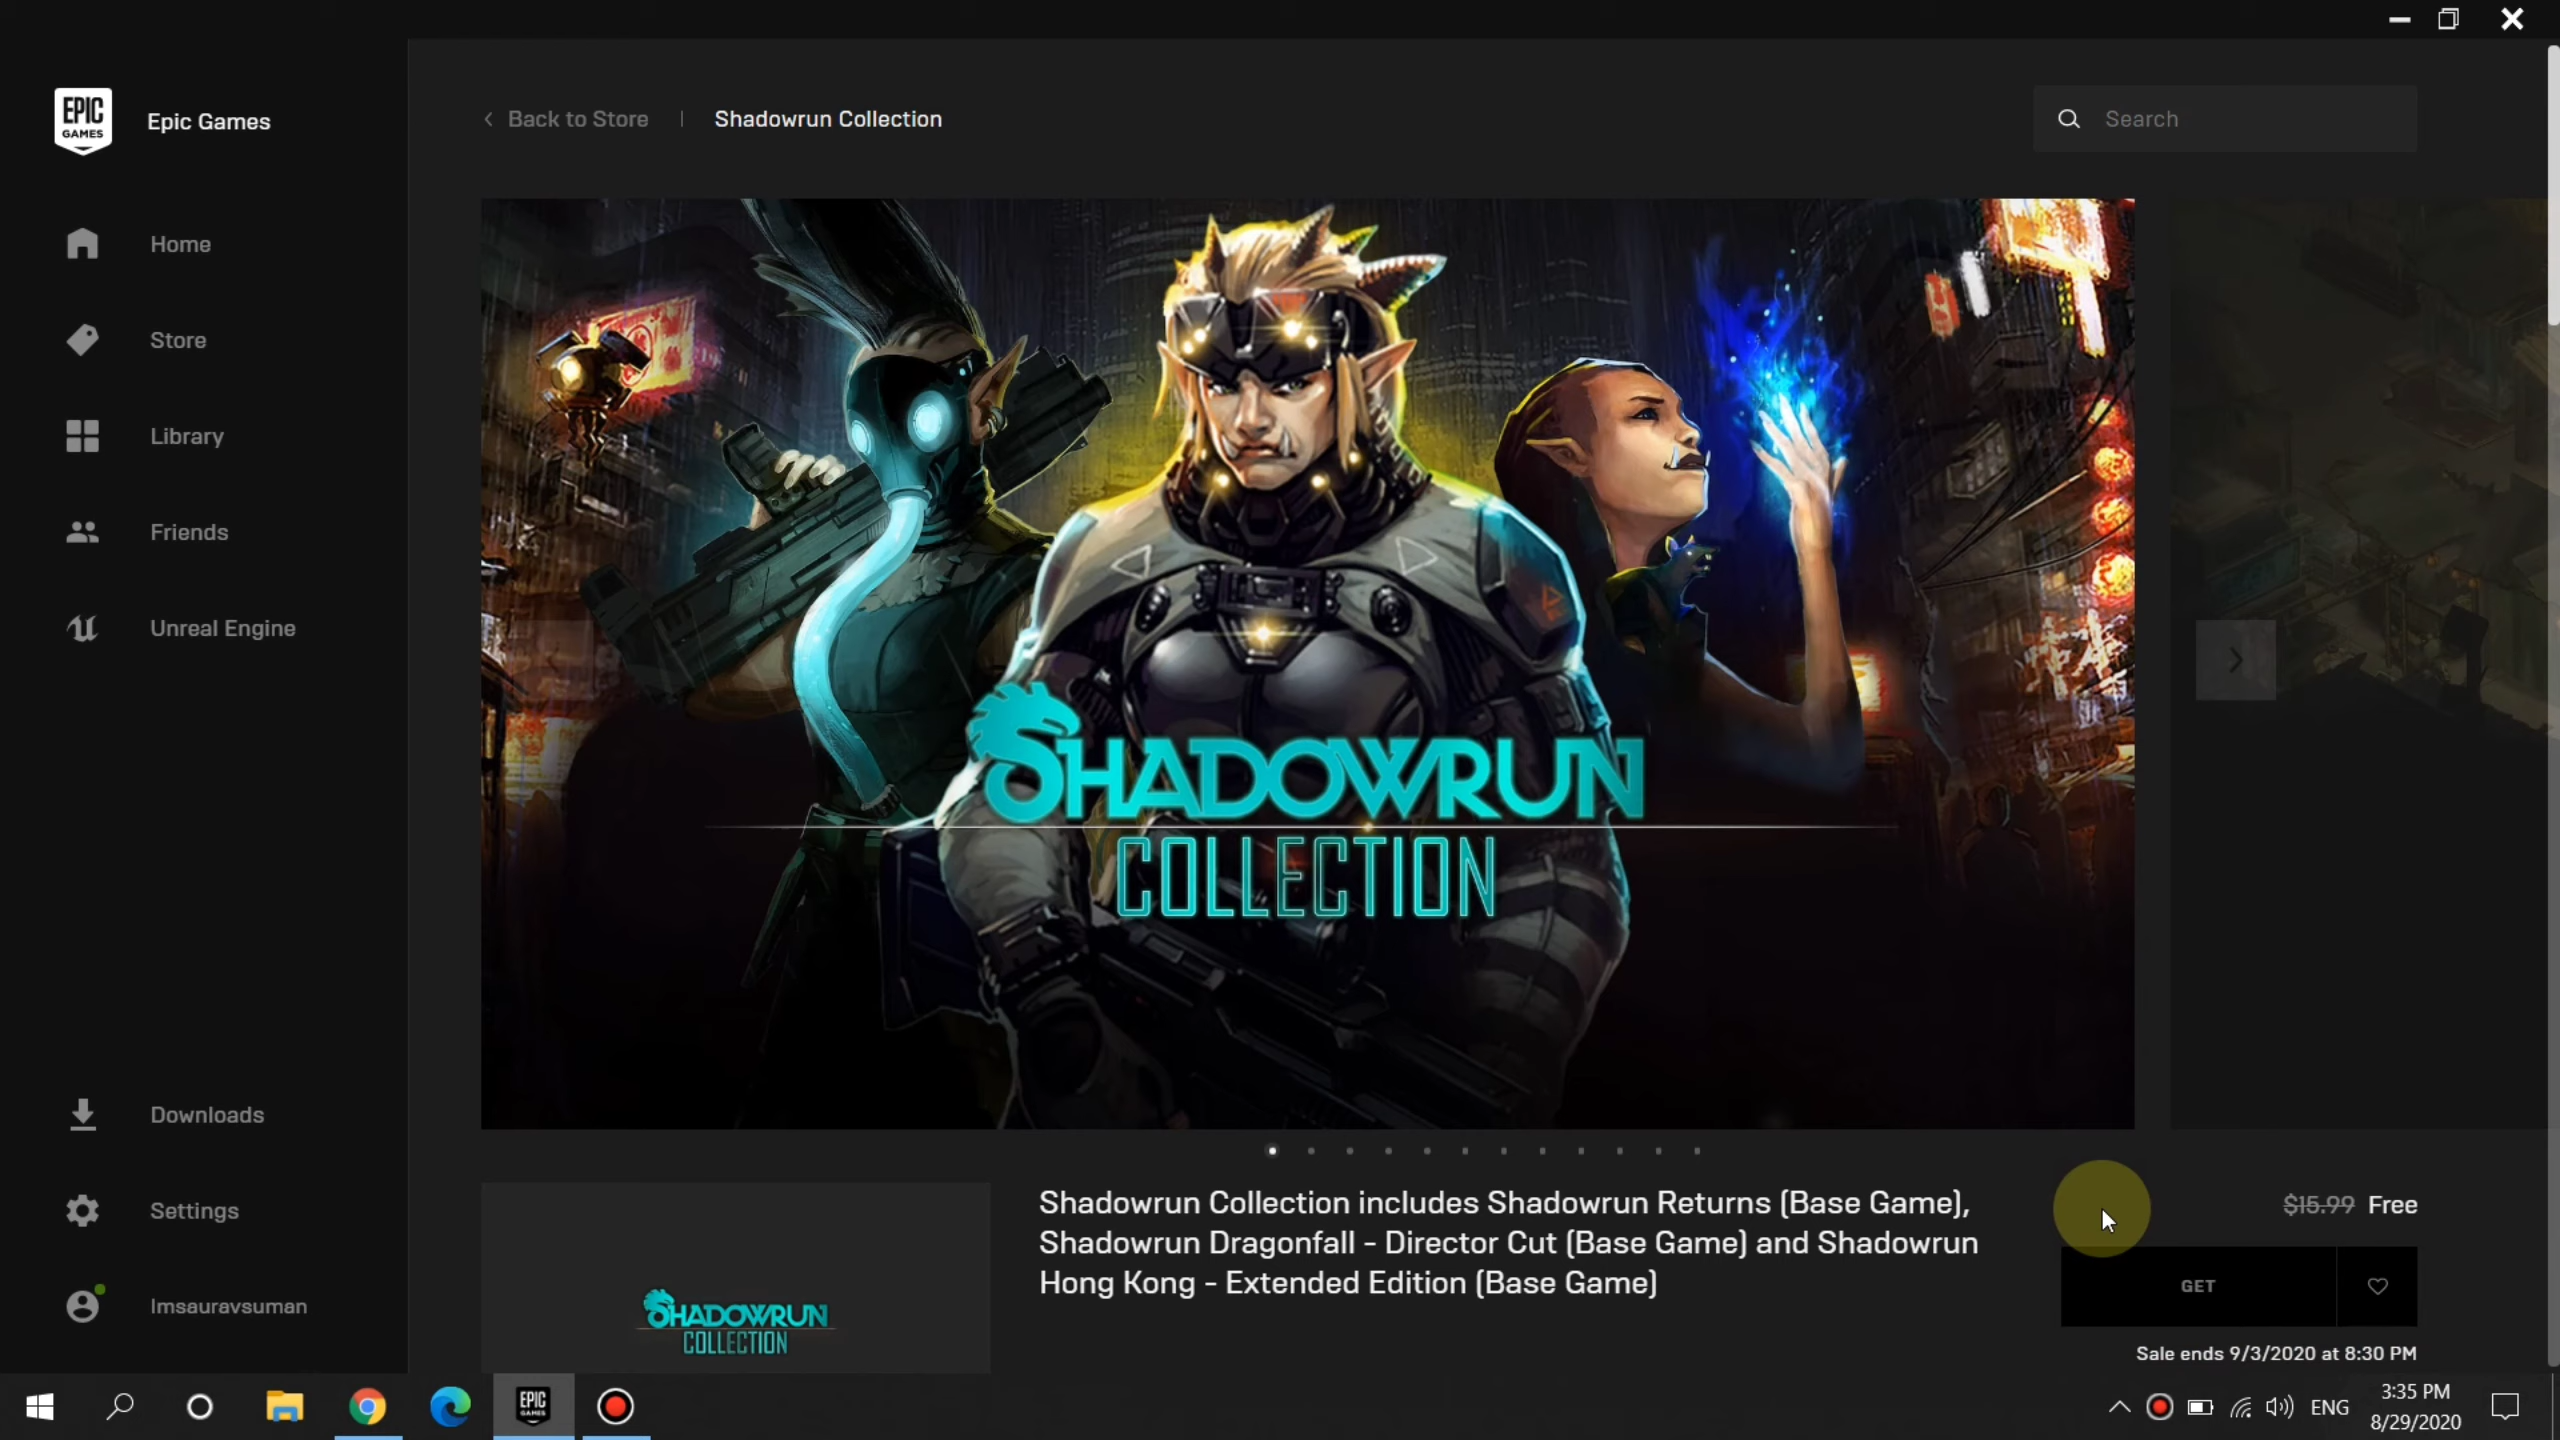 EPIC
GAMES
Epic Games
Home
Store
Library
Friends
Unreal Engine
Downloads
Settings
Imsauravsuman
Back to Store
Shadowrun Collection
Search
SHADOWRUN
COLLECTION
SHADOWRUN
COLLECTION
Shadowrun Collection includes Shadowrun Returns (Base Game),
Shadowrun Dragonfall - Director Cut (Base Game) and Shadowrun
Hong Kong - Extended Edition (Base Game)
$15.99 Free
GET
Sale ends 9/3/2020 at 8:30 PM
EPIC
GAMES
ENG
3:35 PM
8/29/2020